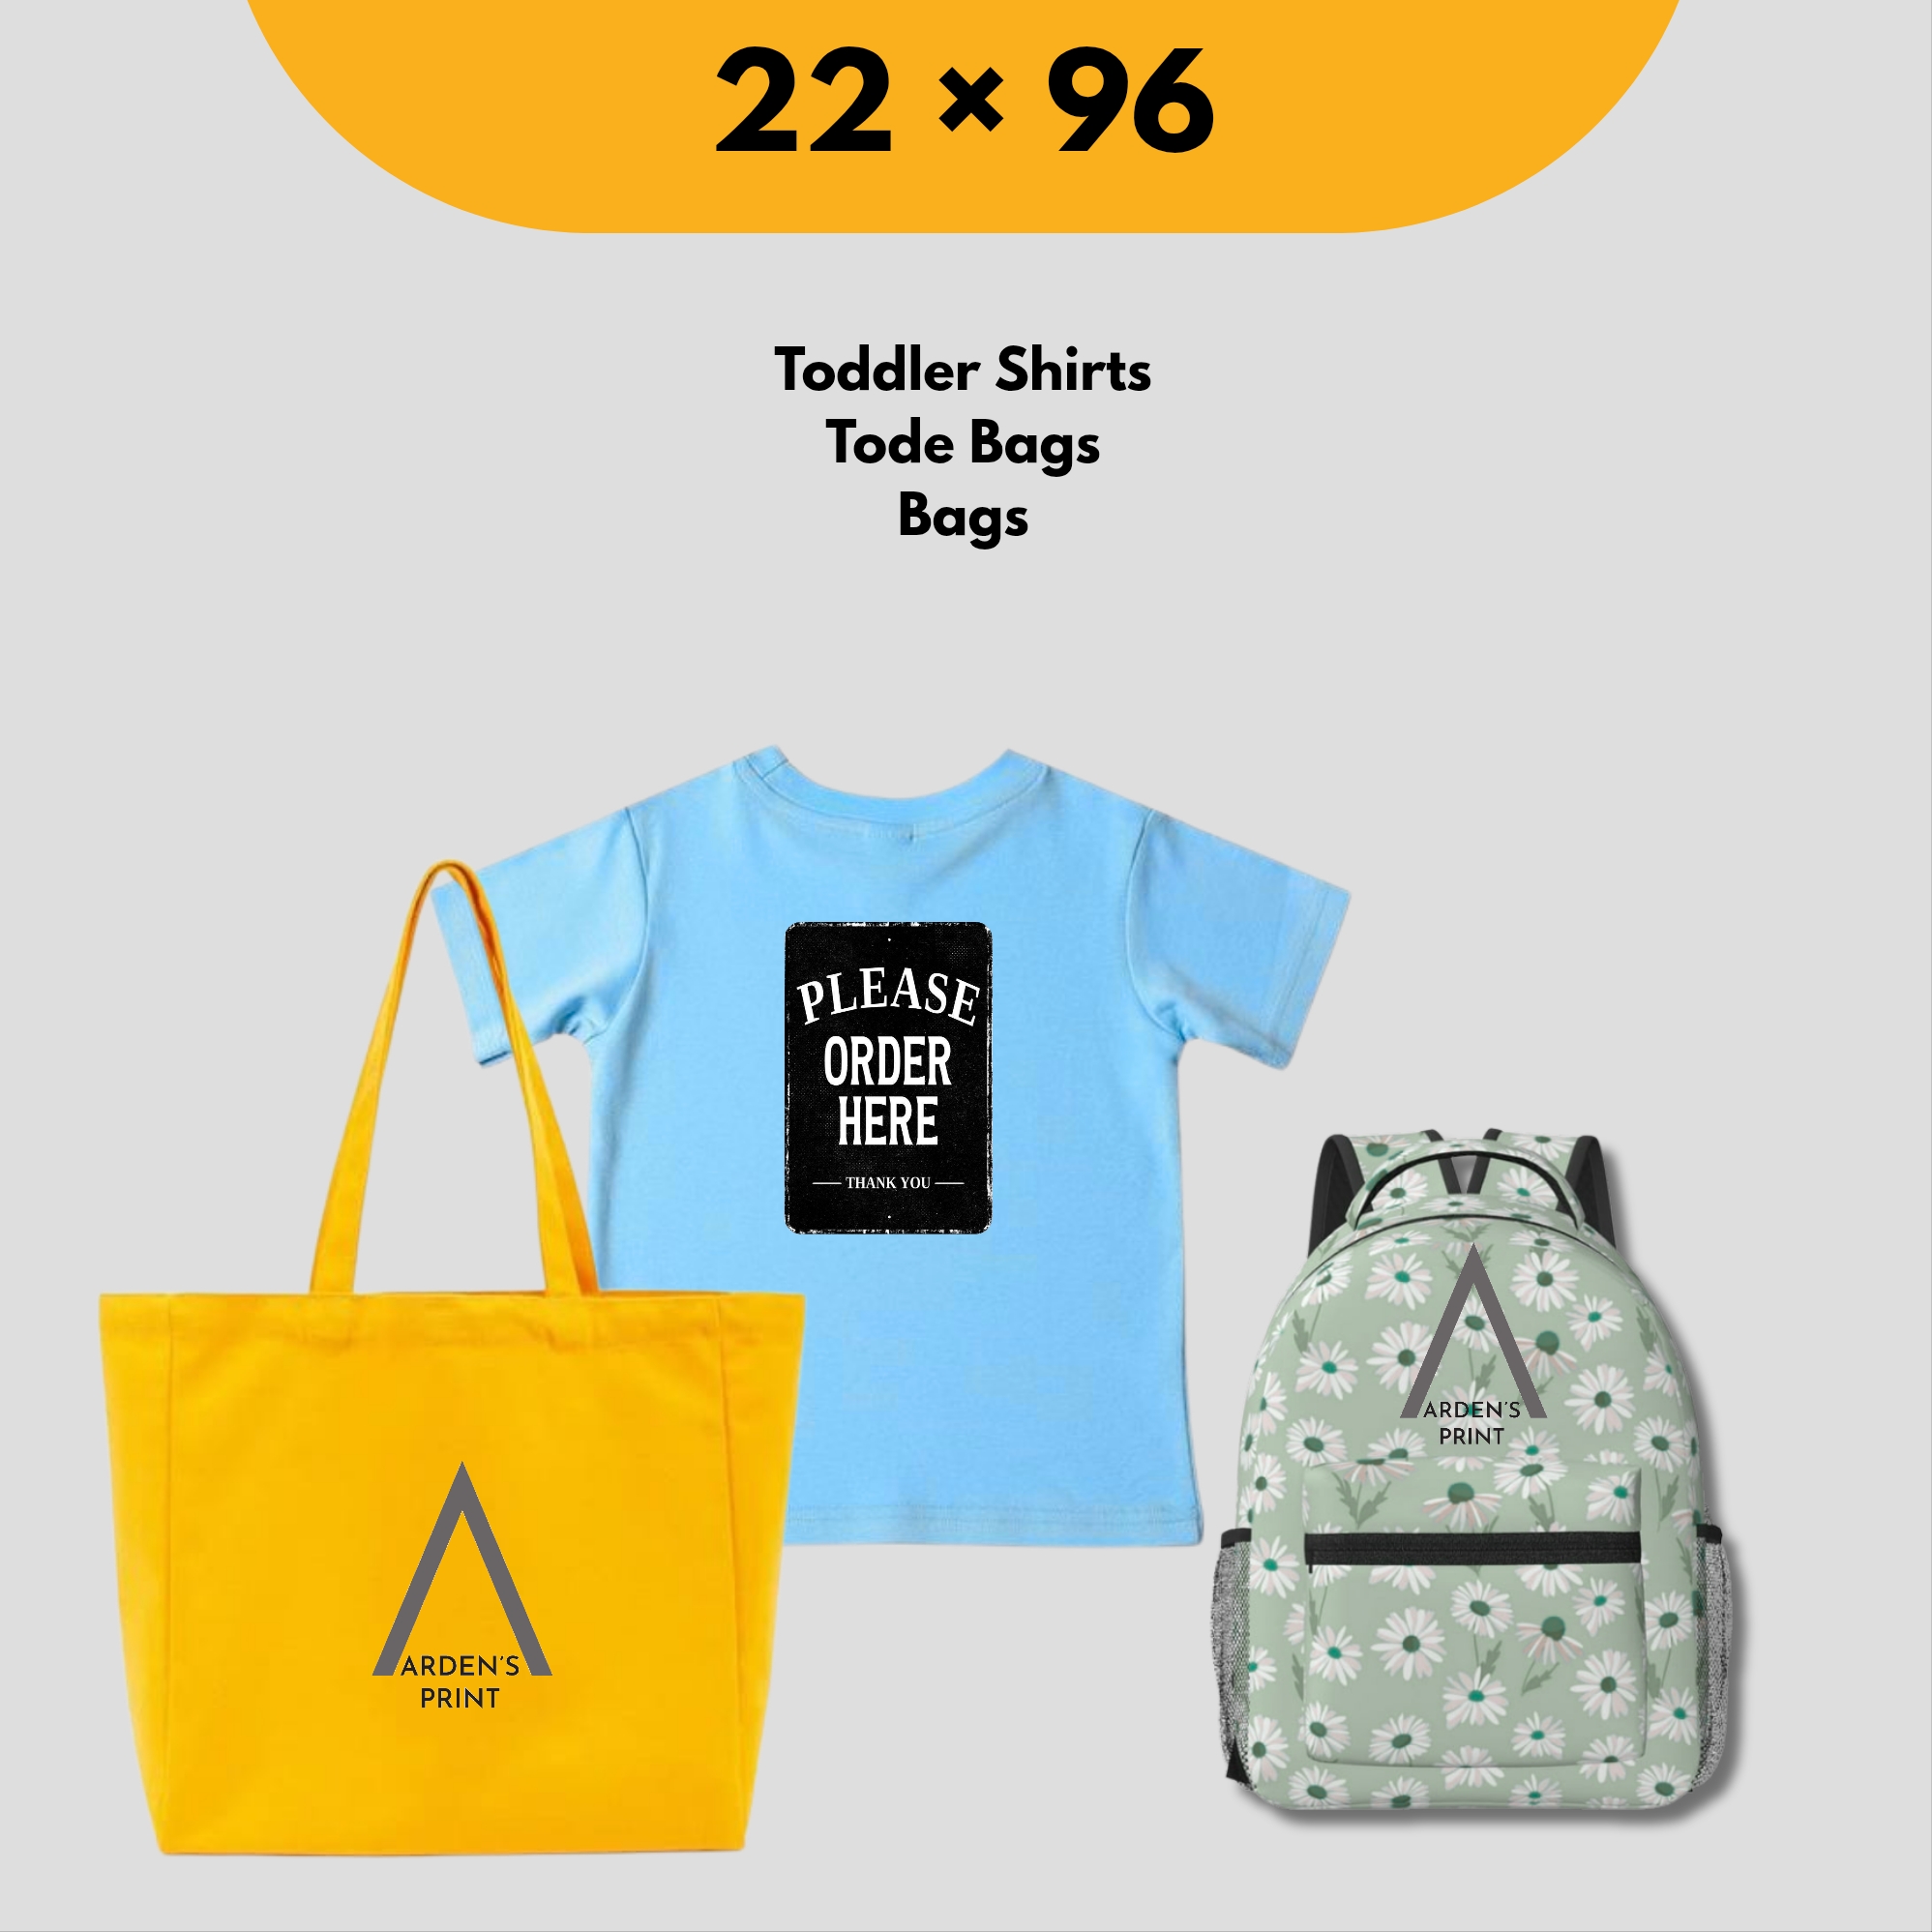 22 × 96
Toddler Shirts
Tode Bags
Bags
PLEASE
ORDER
HERE
THANK YOU
ARDEN'S
PRINT
ARDEN'S
PRINT